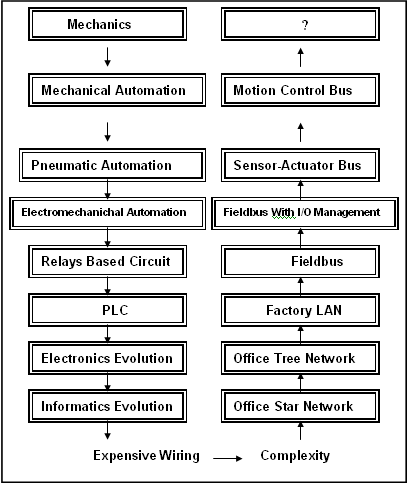 Mechanics
Mechanical Automation
Pneumatic Automation
Electromechanichal Automation
Relays Based Circuit
PLC
Electronics Evolution
Informatics Evolution
Expensive Wiring
?
Motion Control Bus
Sensor-Actuator Bus
Fieldbus With I/O Management
Fieldbus
Factory LAN
Office Tree Network
Office Star Network
Complexity